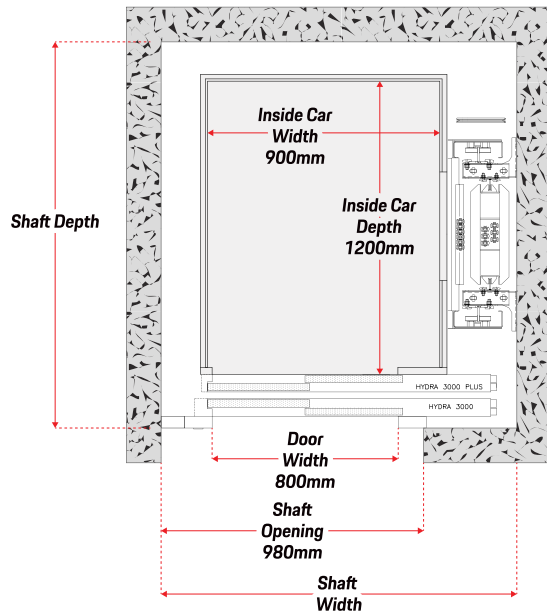 Inside Car
Width
900mm
Inside Car
Depth
1200mm
Shaft Depth
HYDRA 3000 PLUS
HYDRA 3000
Door
Width
800mm
Shaft
Opening
980mm
Shaft
Width